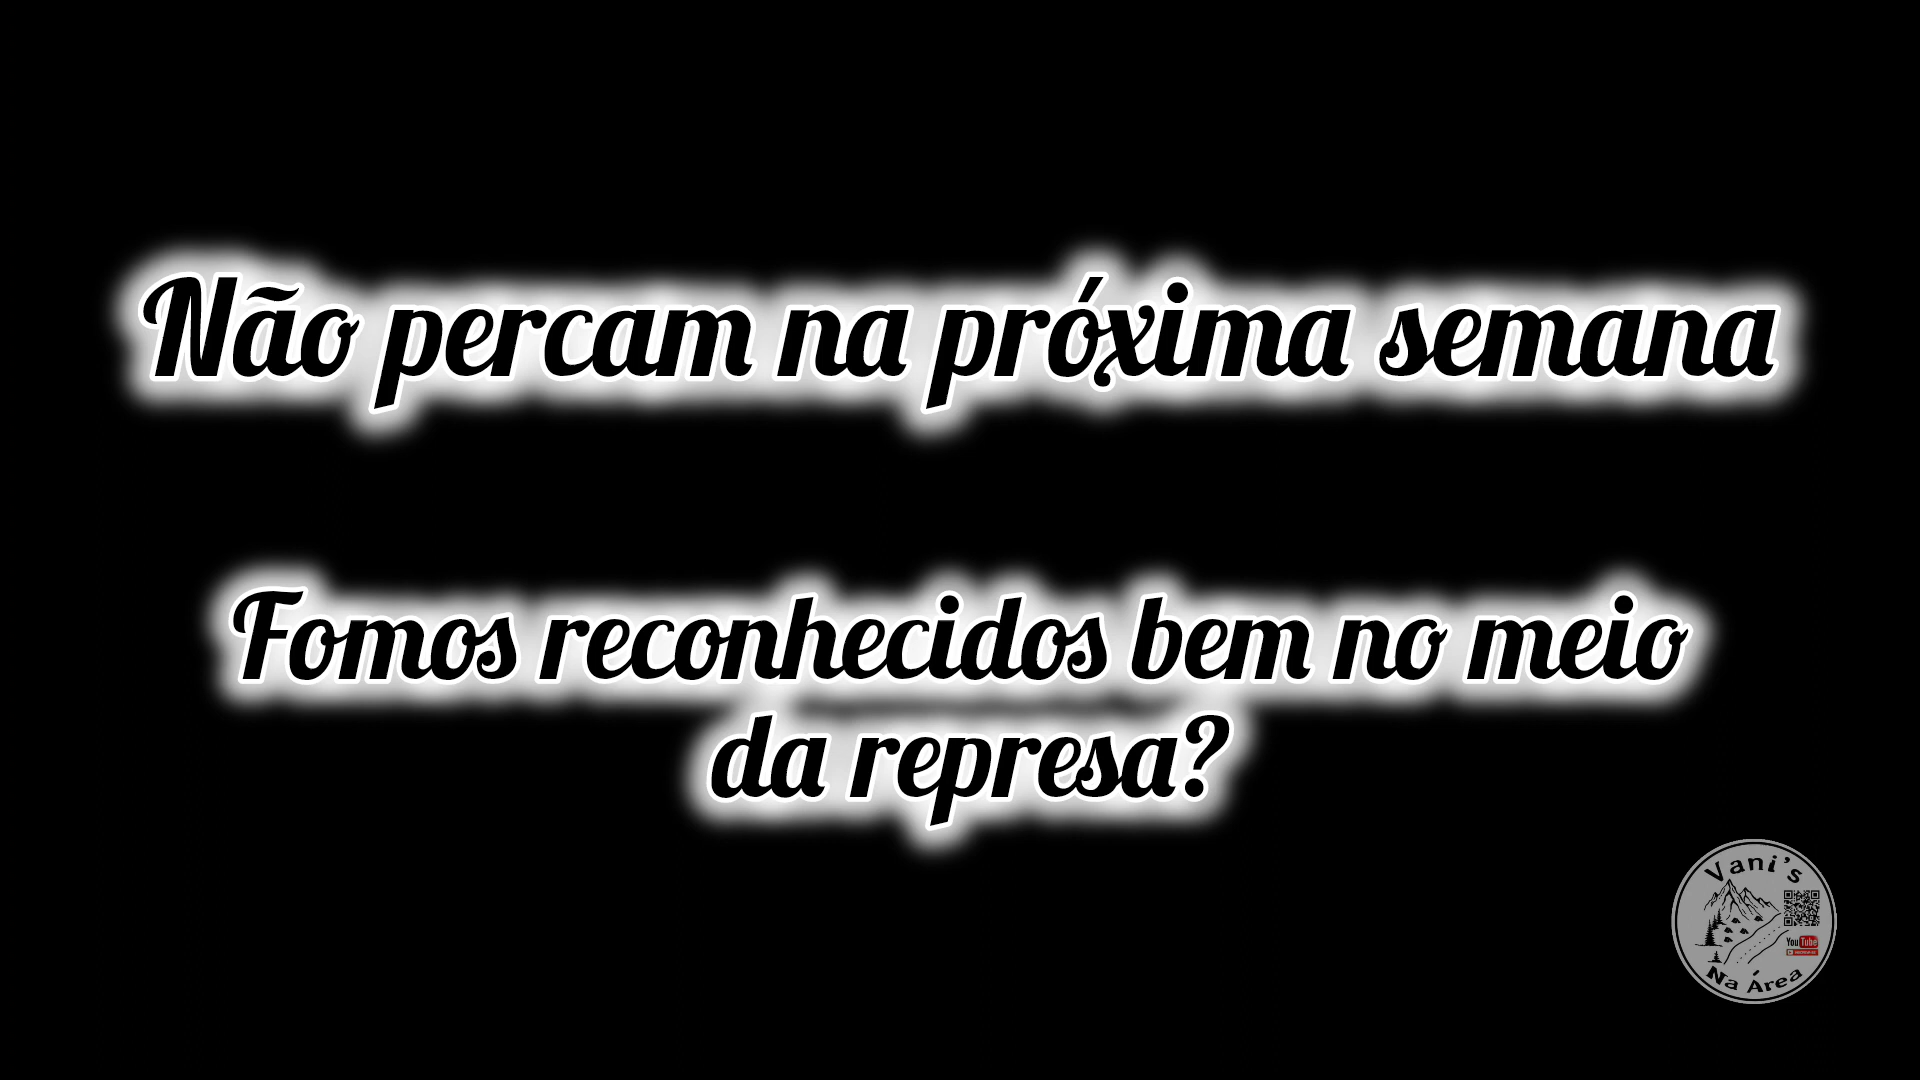 Não percam na próxima semana
Fomos reconhecidos bem no meio
da represa?
Vani's
YouTube
Na Área